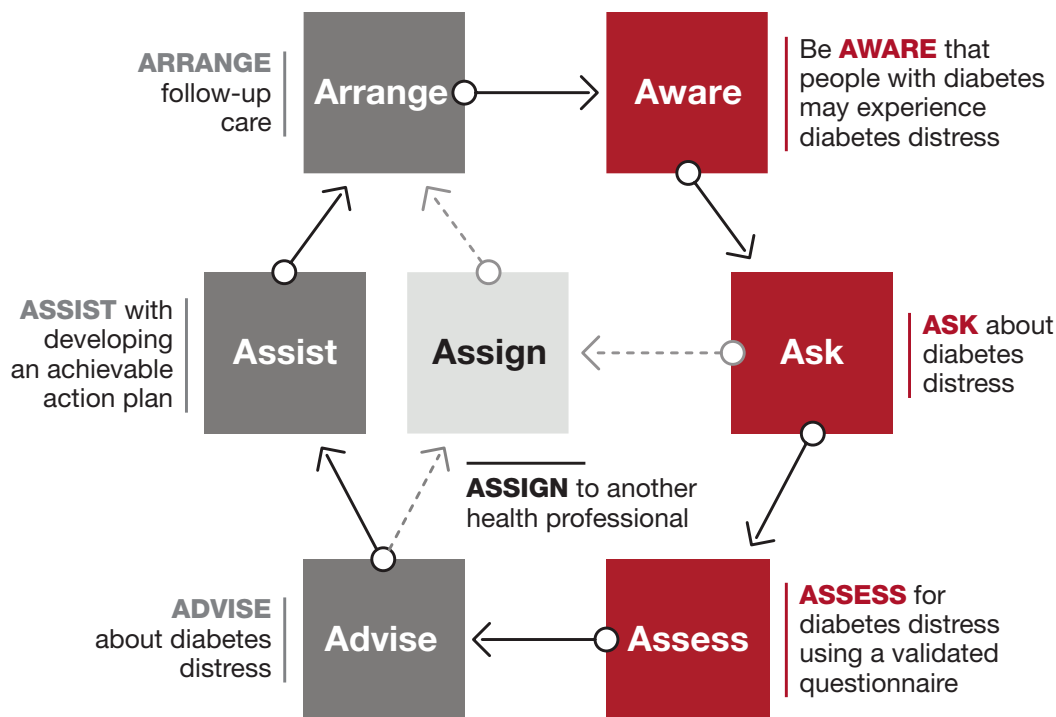 ARRANGE
follow-up
care
Arrange
Aware
Be AWARE that
people with diabetes
may experience
diabetes distress
ASSIST with
developing
an achievable
action plan
Assist
Assign
Ask
ASK about
diabetes
distress
ASSIGN to another
health professional
ADVISE
about diabetes
distress
Advise
Assess
ASSESS for
diabetes distress
using a validated
questionnaire